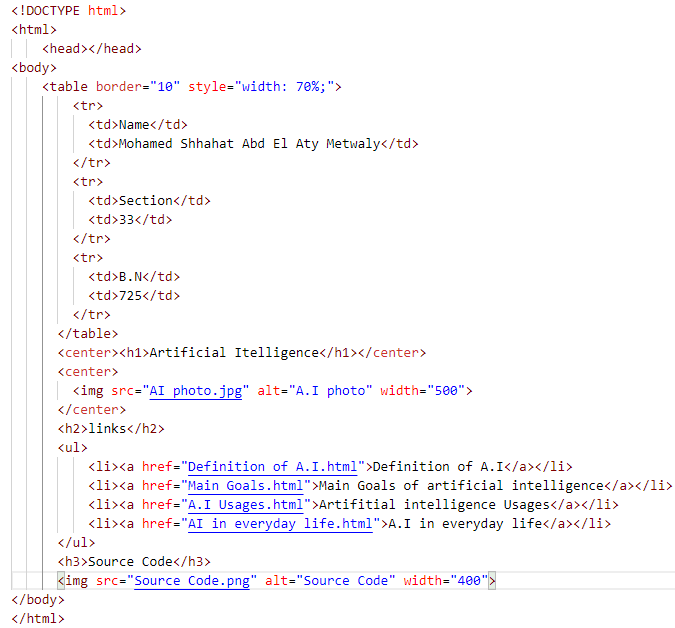 <!DOCTYPE html>
<html>
<head></head>
<body>
<table border="10" style="width: 70%;">
<tr>
<td>Name</td>
<td>Mohamed Shhahat Abd El Aty Metwaly</td>
</tr>
<tr>
<td>Section</td>
<td>33</td>
</tr>
<tr>
<td>B.N</td>
<td>725</td>
</tr>
</table>
<center><h1>Artificial Itelligence</h1></center>
<center>
<img src="AI photo.jpg" alt="A.I photo" width="500">
</center>
<h2>links</h2>
<ul>
<li><a href="Definition of A.I.html">Definition of A.I</a></li>
<li><a href="Main Goals.html">Main Goals of artificial intelligence</a></li>
<li><a href="A.I Usages.html">Artifitial intelligence Usages</a></li>
<li><a href="AI in everyday life.html">A.I in everyday life</a></li>
</ul>
<h3>Source Code</h3>
<img src="Source Code.png" alt="Source Code" width="400">
</body>
</html>